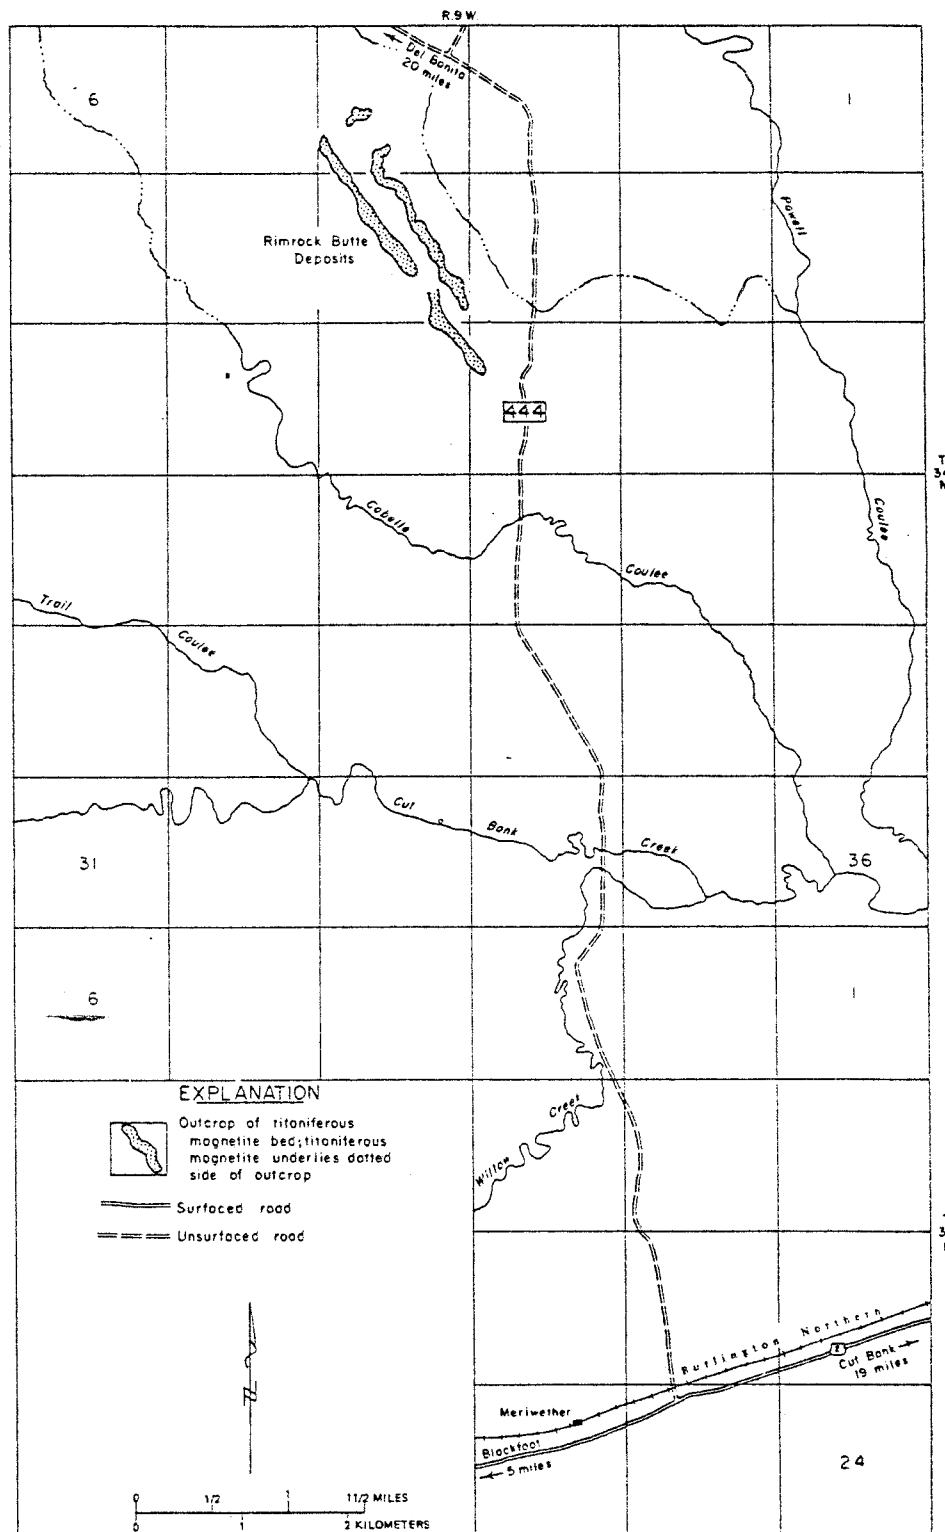 R.9 W
Del Bonita
20 miles
6
1
Powell
Rimrock Butte
Deposits
444
T
Cobelle
Coulee
Coulee
Trail
Coulee
Cut
Bank
Creek
31
36
6
1
EXPLANATION
Outcrop of titaniferous
magnetite bed; titaniferous
magnetite underlies dotted
side of outcrop
Creek
Willow
Surfaced road
Unsurfaced road
Burlington Northern
2
Cut Bank
19 miles
Meriwether
Blackfoot
5 miles
24
N
0 1/2 1 1 1/2 MILES
0 1 2 KILOMETERS